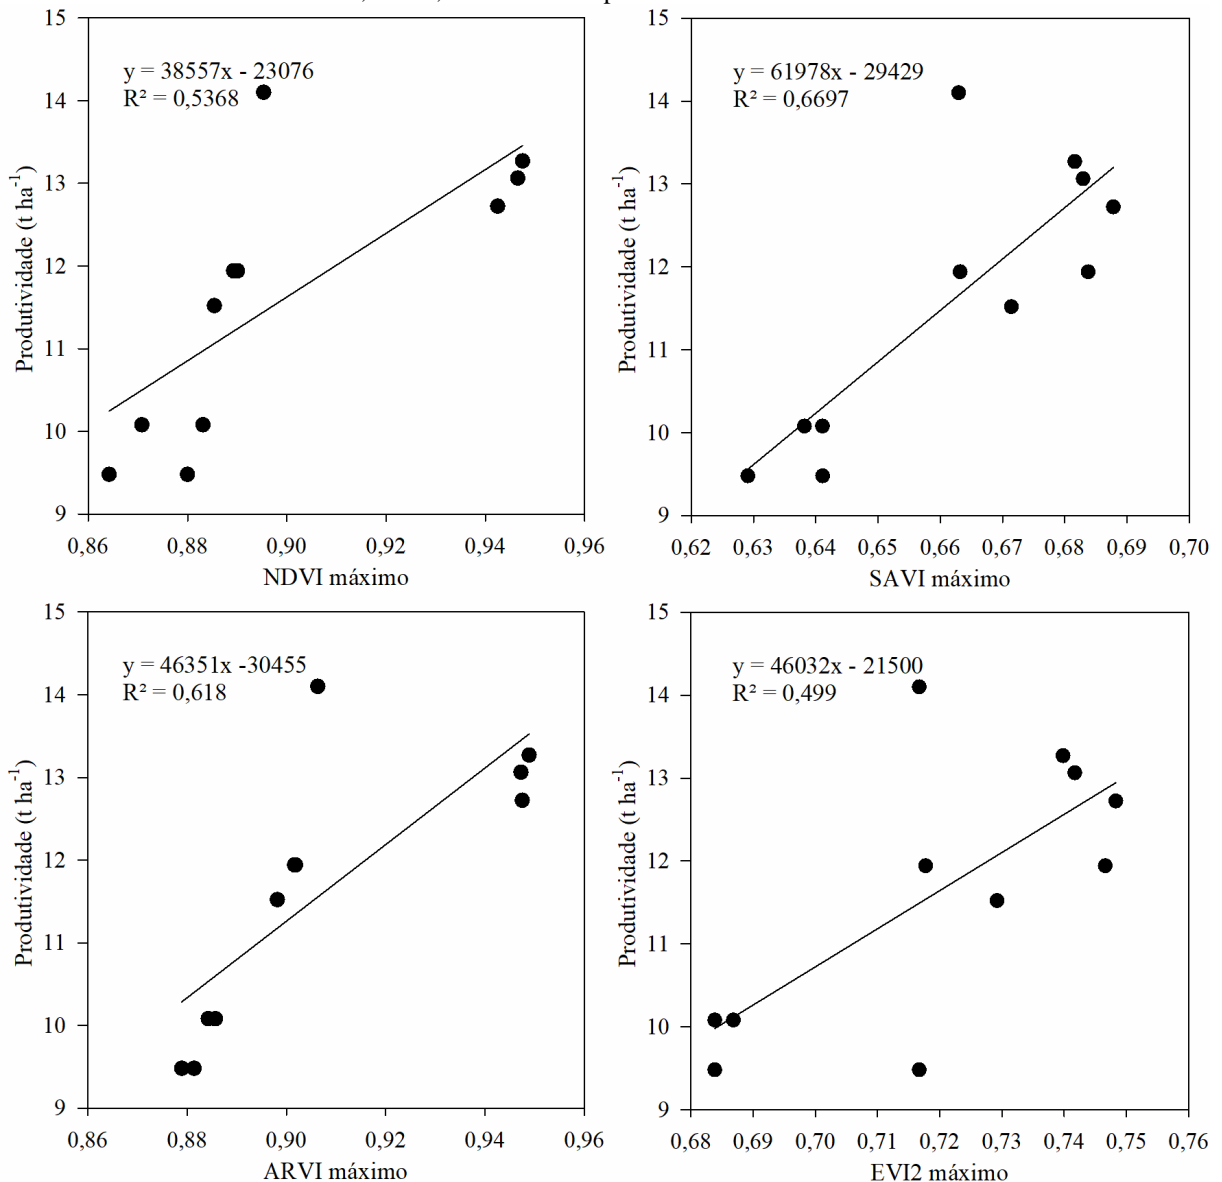 y = 38557x - 23076
R² = 0,5368
Produtividade (t ha⁻¹)
15
14
13
12
11
10
9
0,86 0,88 0,90 0,92 0,94 0,96
NDVI máximo
y = 61978x - 29429
R² = 0,6697
Produtividade (t ha⁻¹)
15
14
13
12
11
10
9
0,62 0,63 0,64 0,65 0,66 0,67 0,68 0,69 0,70
SAVI máximo
y = 46351x -30455
R² = 0,618
Produtividade (t ha⁻¹)
15
14
13
12
11
10
9
0,86 0,88 0,90 0,92 0,94 0,96
ARVI máximo
y = 46032x - 21500
R² = 0,499
Produtividade (t ha⁻¹)
15
14
13
12
11
10
9
0,68 0,69 0,70 0,71 0,72 0,73 0,74 0,75 0,76
EVI2 máximo